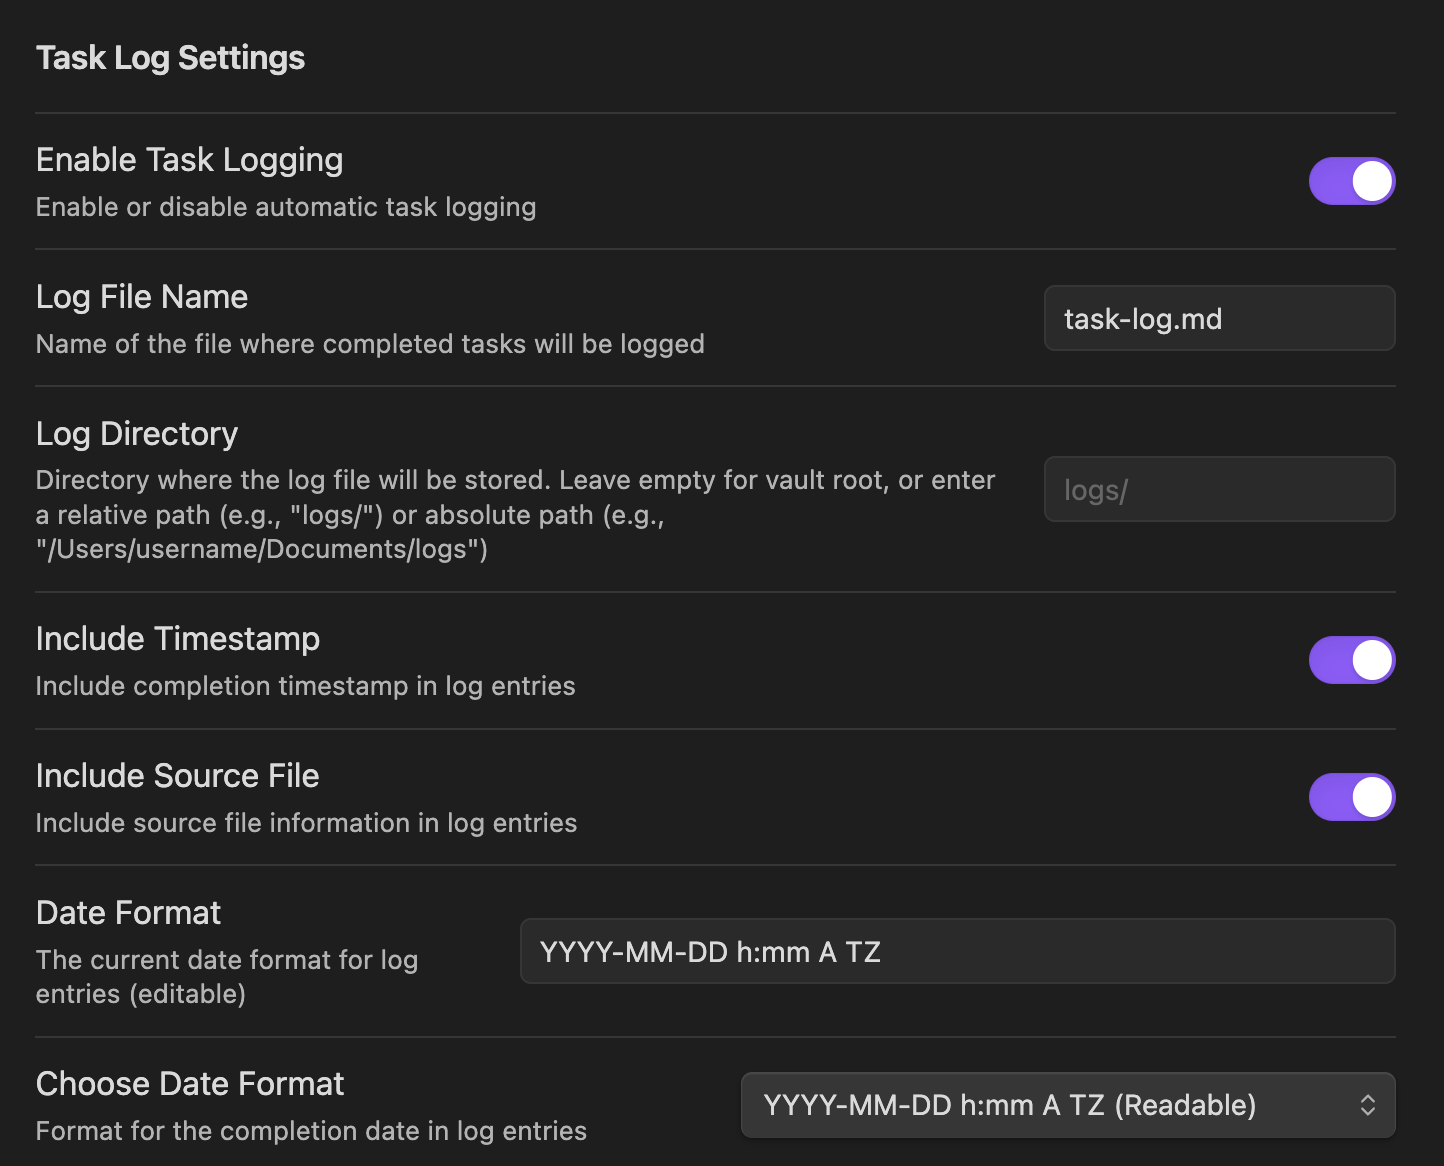 Task Log Settings
Enable Task Logging
Enable or disable automatic task logging
Log File Name
Name of the file where completed tasks will be logged
task-log.md
Log Directory
Directory where the log file will be stored. Leave empty for vault root, or enter
a relative path (e.g., "logs/") or absolute path (e.g.,
"/Users/username/Documents/logs")
logs/
Include Timestamp
Include completion timestamp in log entries
Include Source File
Include source file information in log entries
Date Format
The current date format for log
entries (editable)
YYYY-MM-DD h:mm A TZ
Choose Date Format
Format for the completion date in log entries
YYYY-MM-DD h:mm A TZ (Readable)